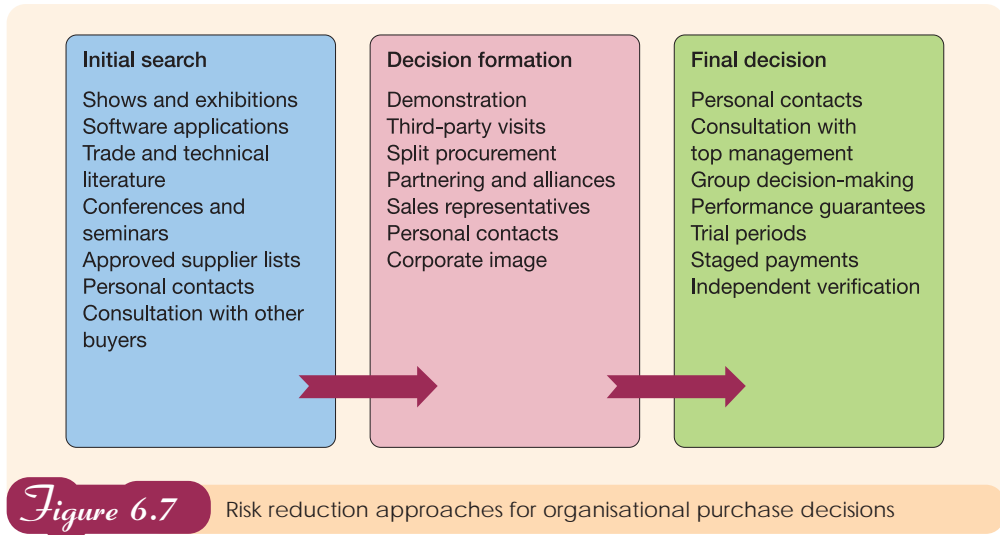 Initial search
Shows and exhibitions
Software applications
Trade and technical
literature
Conferences and
seminars
Approved supplier lists
Personal contacts
Consultation with other
buyers
Decision formation
Demonstration
Third-party visits
Split procurement
Partnering and alliances
Sales representatives
Personal contacts
Corporate image
Final decision
Personal contacts
Consultation with
top management
Group decision-making
Performance guarantees
Trial periods
Staged payments
Independent verification
Figure 6.7 Risk reduction approaches for organisational purchase decisions